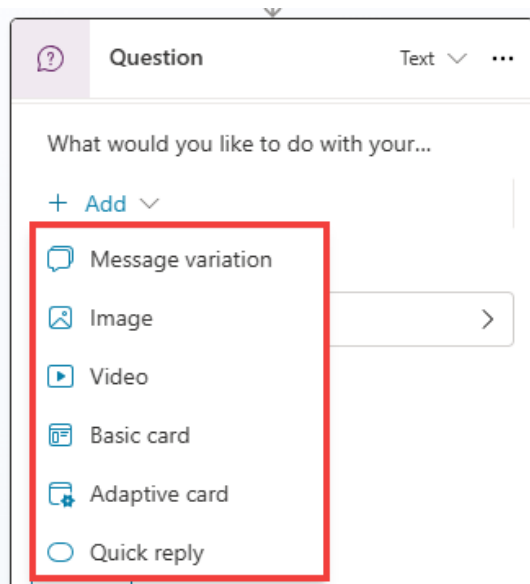 Question Text
What would you like to do with your...
+ Add
Message variation
Image
Video
Basic card
Adaptive card
Quick reply